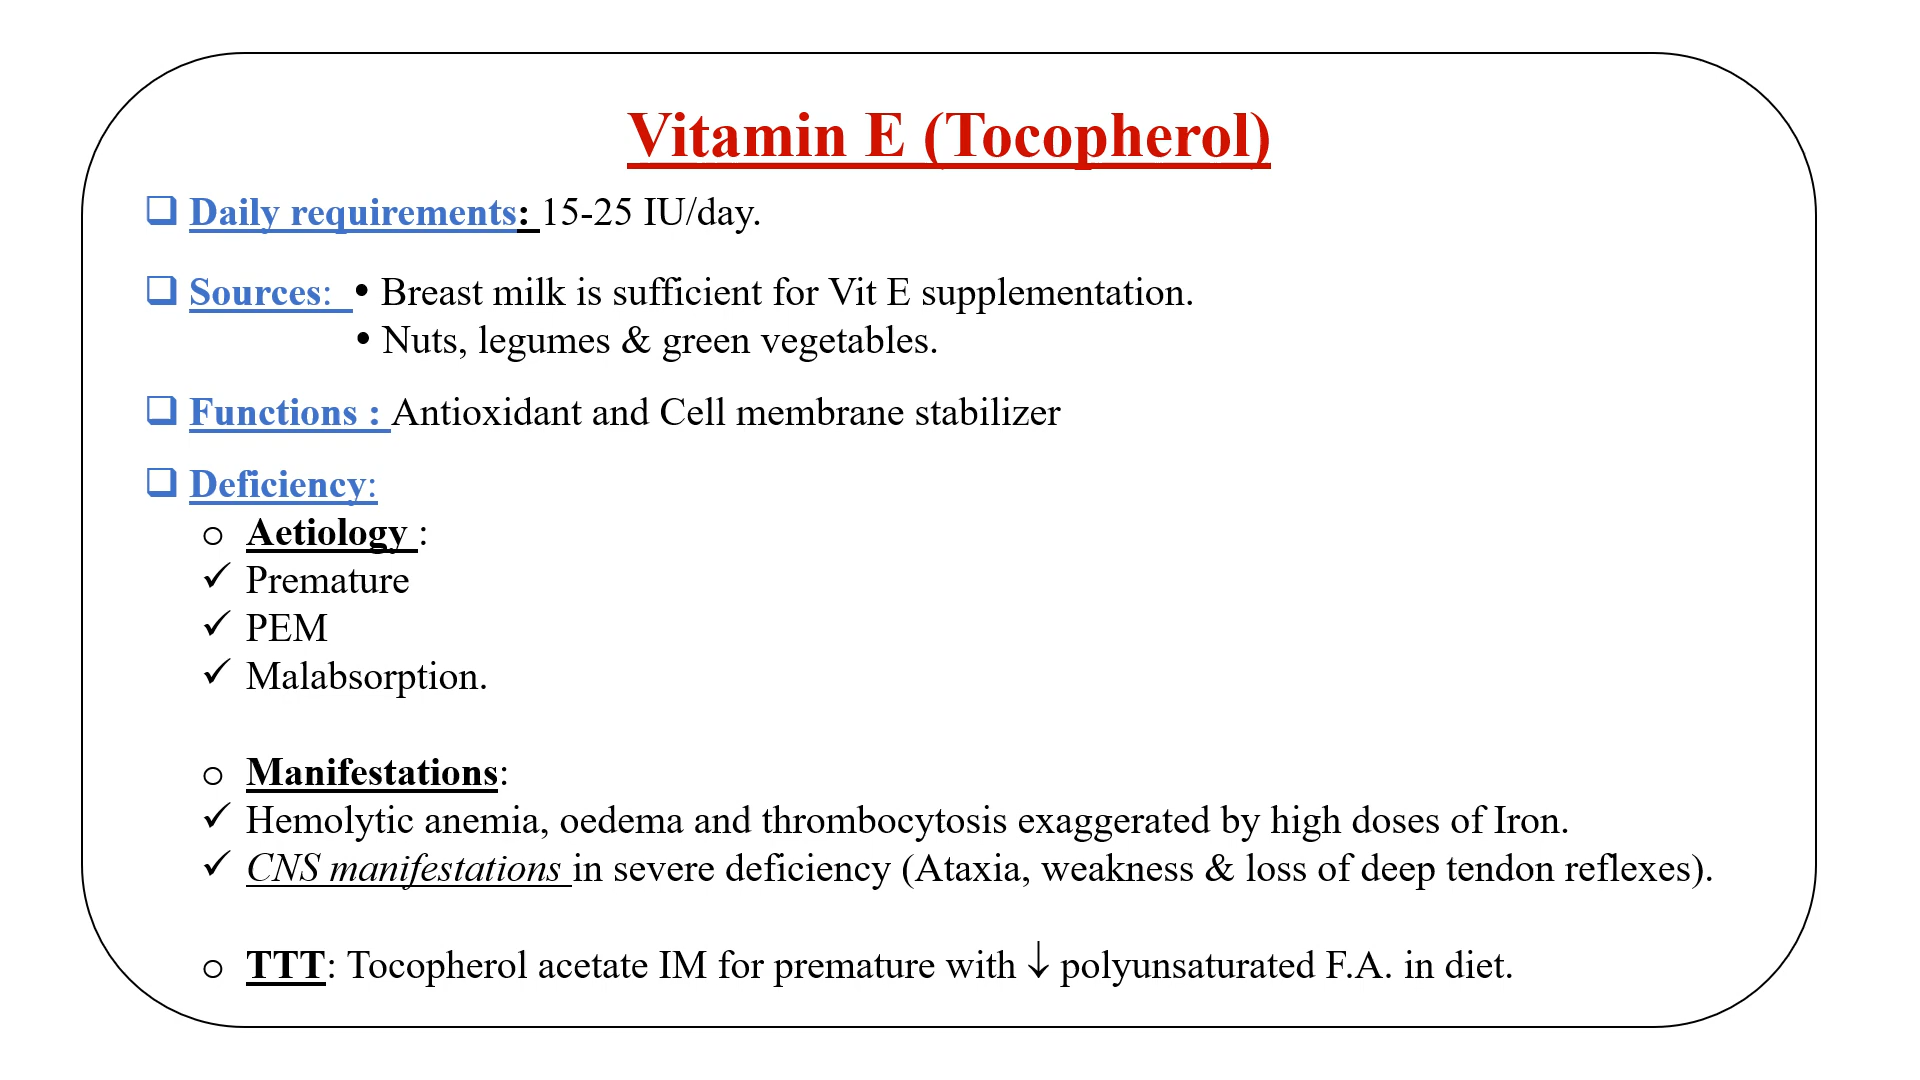 Vitamin E (Tocopherol)
❑ Daily requirements: 15-25 IU/day.
❑ Sources: • Breast milk is sufficient for Vit E supplementation.
• Nuts, legumes & green vegetables.
❑ Functions : Antioxidant and Cell membrane stabilizer
❑ Deficiency:
o Aetiology :
✓ Premature
✓ PEM
✓ Malabsorption.
o Manifestations:
✓ Hemolytic anemia, oedema and thrombocytosis exaggerated by high doses of Iron.
✓ CNS manifestations in severe deficiency (Ataxia, weakness & loss of deep tendon reflexes).
o TTT: Tocopherol acetate IM for premature with ↓ polyunsaturated F.A. in diet.